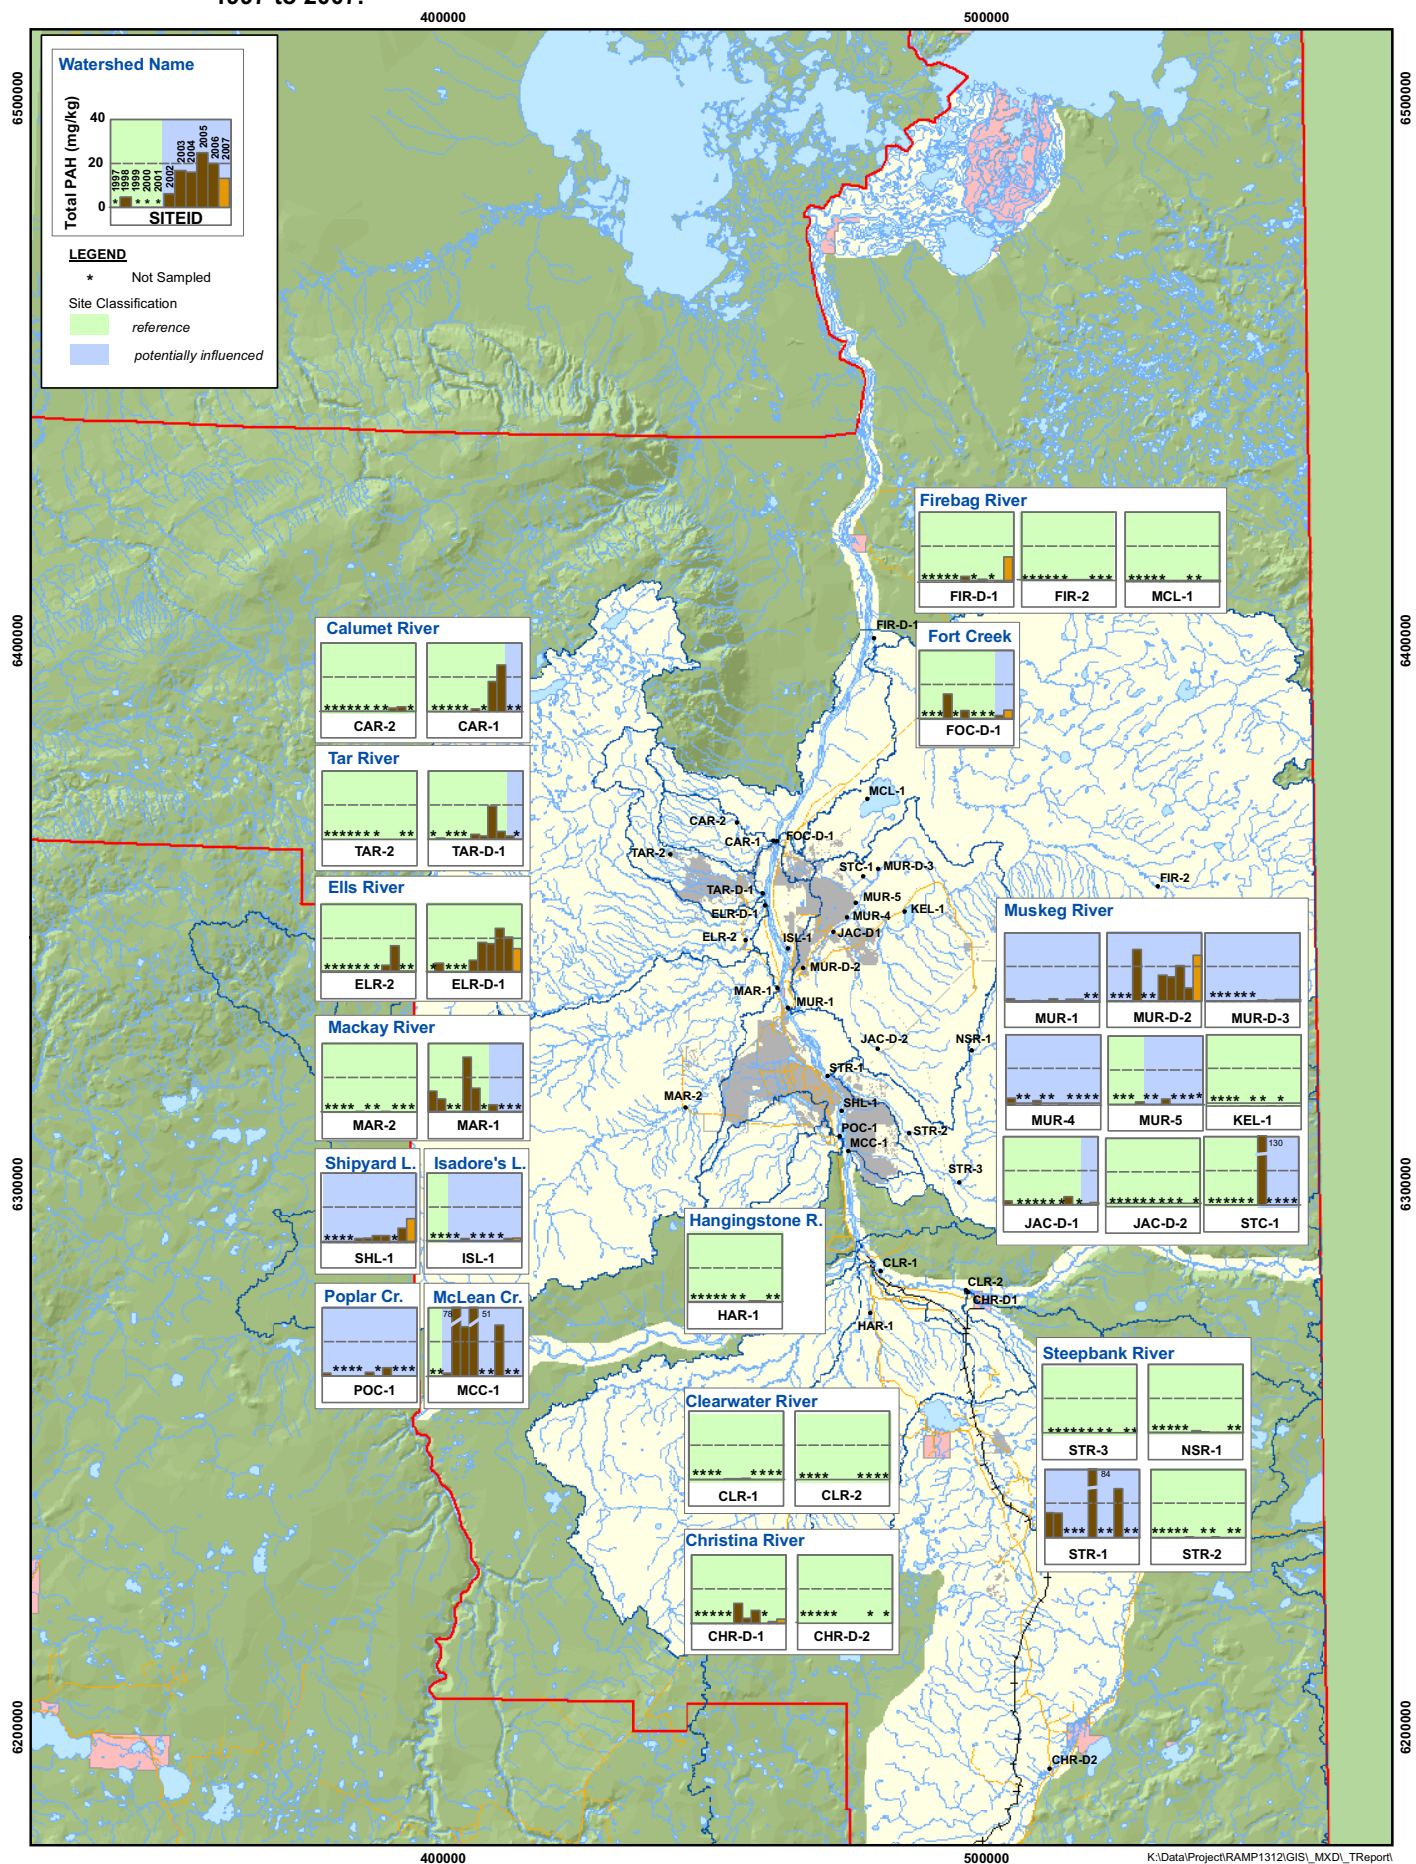 1997 to 2007.
400000
500000
6500000
6500000
Watershed Name
Total PAH (mg/kg)
40
20
0
1997
1998
1999
2000
2001
2002
2003
2004
2005
2006
2007
* * * *
SITEID
LEGEND
* Not Sampled
Site Classification
reference
potentially influenced
Firebag River
FIR-D-1
FIR-2
MCL-1
6400000
6400000
Calumet River
CAR-2
CAR-1
FIR-D-1
Fort Creek
FOC-D-1
Tar River
TAR-2
TAR-D-1
MCL-1
CAR-2
CAR-1
FOC-D-1
TAR-2
STC-1
MUR-D-3
FIR-2
Ells River
ELR-2
ELR-D-1
TAR-D-1
ELR-D-1
MUR-5
KEL-1
MUR-4
JAC-D1
ELR-2
ISL-1
MUR-D-2
MAR-1
MUR-1
Muskeg River
MUR-1
MUR-D-2
MUR-D-3
MUR-4
MUR-5
KEL-1
130
JAC-D-1
JAC-D-2
STC-1
Mackay River
MAR-2
MAR-1
JAC-D-2
NSR-1
STR-1
MAR-2
SHL-1
POC-1
STR-2
MCC-1
STR-3
6300000
6300000
Shipyard L.
Isadore's L.
SHL-1
ISL-1
Hangingstone R.
HAR-1
CLR-1
CLR-2
CHR-D1
HAR-1
Poplar Cr.
McLean Cr.
78
51
POC-1
MCC-1
Steepbank River
STR-3
NSR-1
84
STR-1
STR-2
Clearwater River
CLR-1
CLR-2
Christina River
CHR-D-1
CHR-D-2
6200000
6200000
CHR-D2
400000
500000
K:\Data\Project\RAMP1312\GIS\_MXD\_TReport\